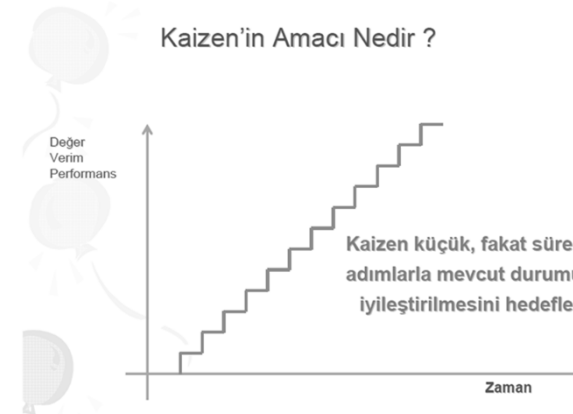 Kaizen’in Amacı Nedir ?
Değer
Verim
Performans
Kaizen küçük, fakat süre
adımlarla mevcut durumu
iyileştirilmesini hedefle
Zaman